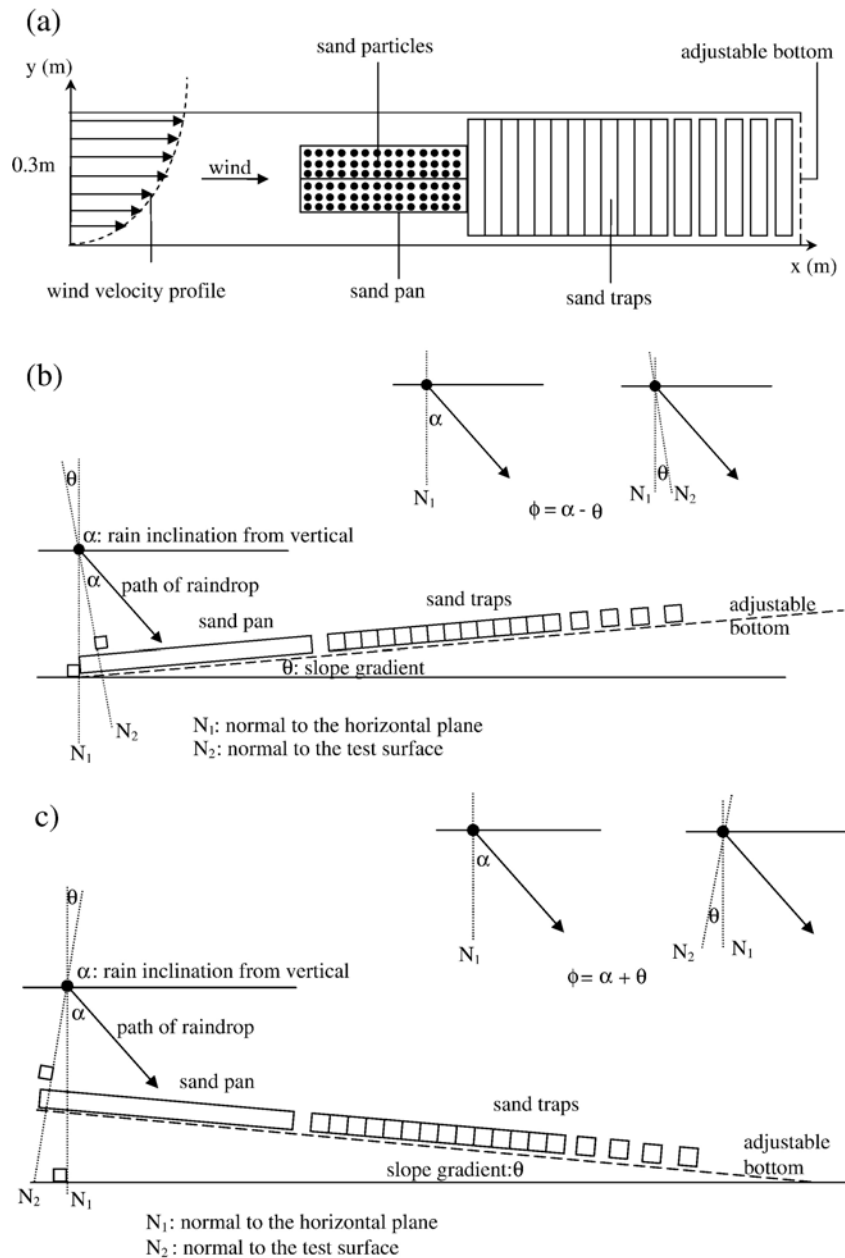 (a)
sand particles
y (m)
adjustable bottom
0.3m
wind
x (m)
wind velocity profile
sand pan
sand traps
(b)
α
θ
N₁
N₁ N₂
ϕ = α - θ
θ
α: rain inclination from vertical
α
path of raindrop
sand pan
sand traps
adjustable
bottom
θ: slope gradient
N₂
N₁
N₁: normal to the horizontal plane
N₂: normal to the test surface
c)
α
θ
N₁
N₂
N₁
ϕ = α + θ
θ
α: rain inclination from vertical
α
path of raindrop
sand pan
sand traps
adjustable
bottom
slope gradient:θ
N₂
N₁
N₁: normal to the horizontal plane
N₂: normal to the test surface